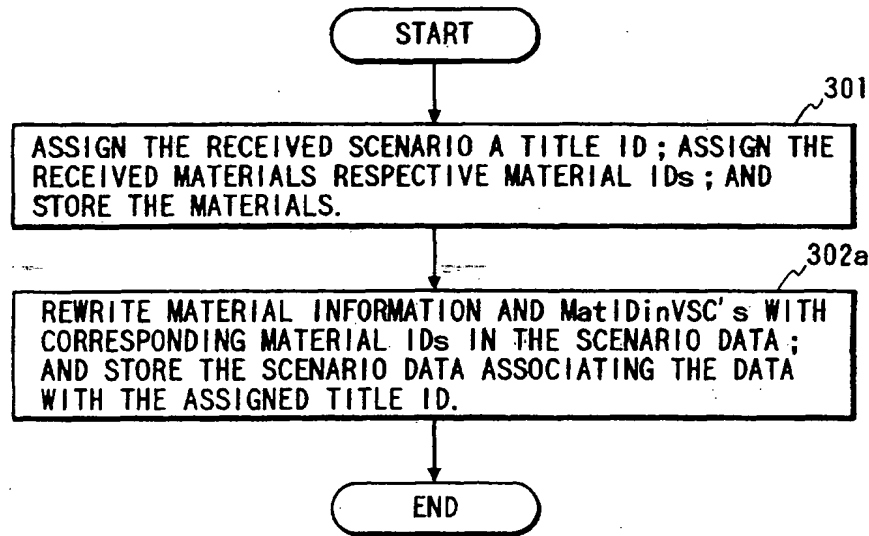 START
301
ASSIGN THE RECEIVED SCENARIO A TITLE ID; ASSIGN THE
RECEIVED MATERIALS RESPECTIVE MATERIAL IDs; AND
STORE THE MATERIALS.
302a
REWRITE MATERIAL INFORMATION AND MatIDinVSC's WITH
CORRESPONDING MATERIAL IDs IN THE SCENARIO DATA;
AND STORE THE SCENARIO DATA ASSOCIATING THE DATA
WITH THE ASSIGNED TITLE ID.
END